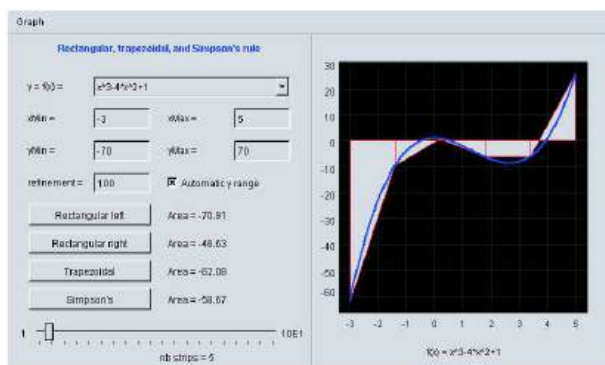 Graph
Rectangular, trapezoidal, and Simpson's rule
y = f(x) = x^3-4*x^2+1
xMin = -3 xMax = 5
yMin = -70 yMax = 70
refinement = 100 Automatic y range
Rectangular left Area = -70.91
Rectangular right Area = -46.63
Trapezoidal Area = -62.08
Simpson's Area = -58.67
1 10E1
nb strips = 5
30
20
10
0
-10
-20
-30
-40
-50
-60
-3 -2 -1 0 1 2 3 4 5
f(x) = x^3-4*x^2+1